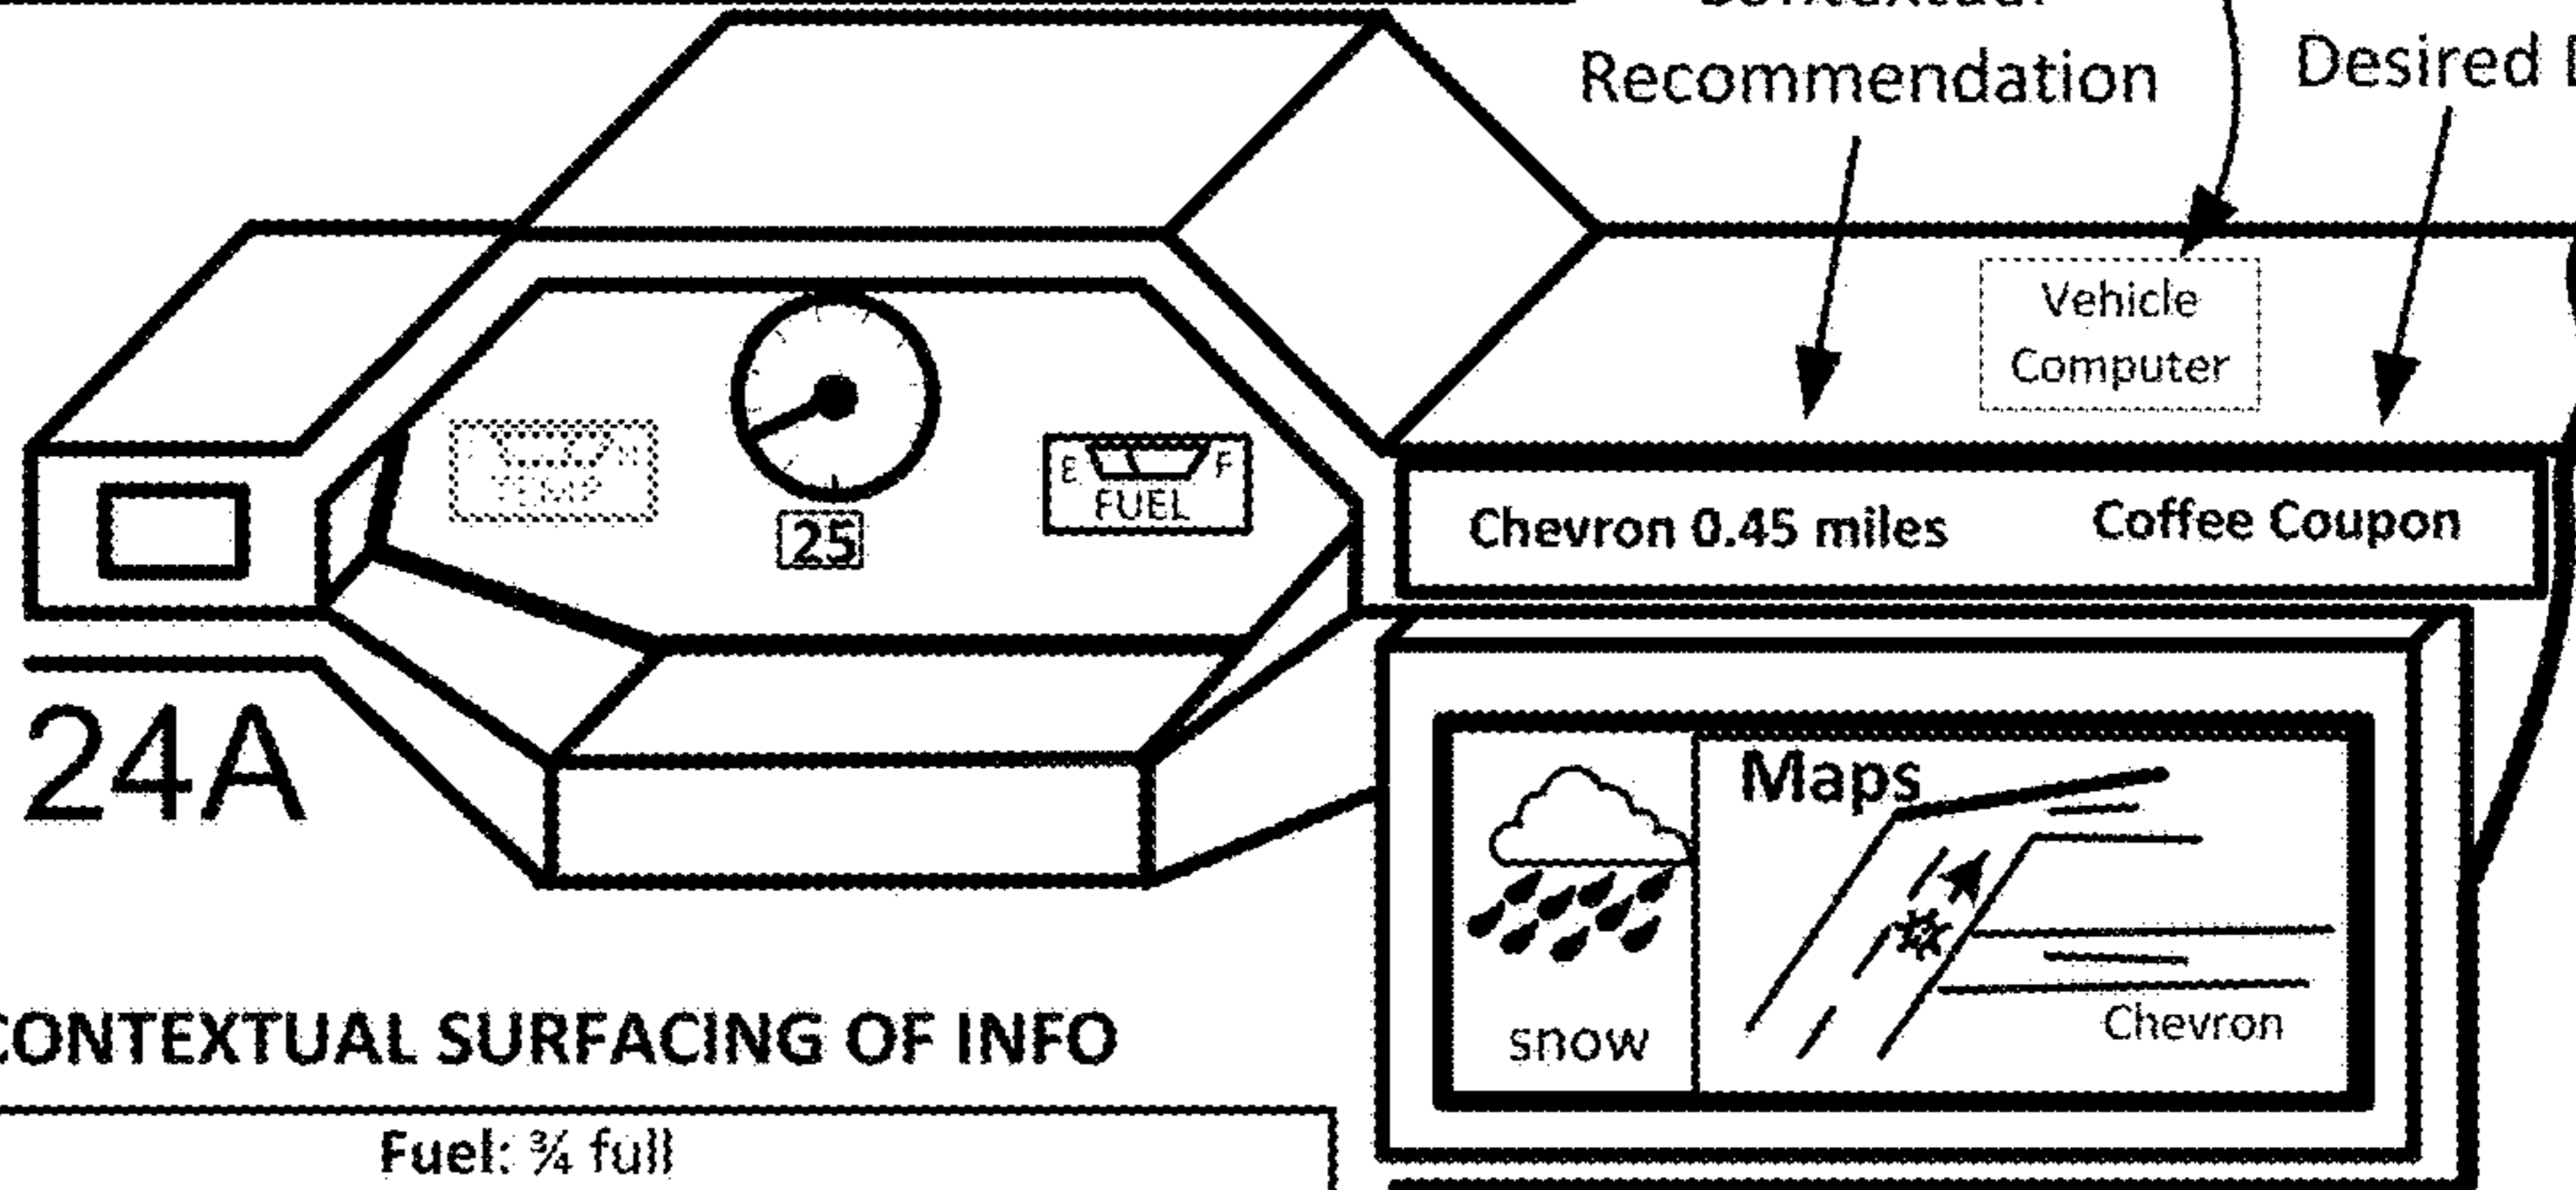 Recommendation
Desired
Vehicle
Computer
TEMP
E F
FUEL
25
Chevron 0.45 miles
Coffee Coupon
24A
Maps
snow
Chevron
CONTEXTUAL SURFACING OF INFO
Fuel: ¾ full